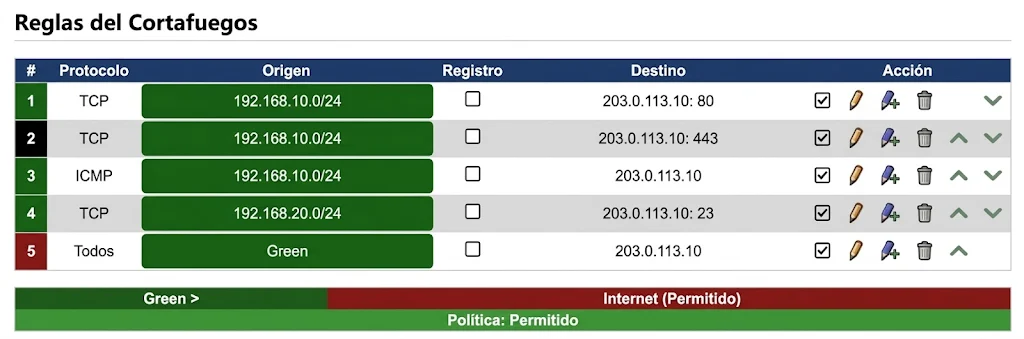 Reglas del Cortafuegos
# Protocolo Origen Registro Destino Acción
1 TCP 192.168.10.0/24 203.0.113.10: 80
2 TCP 192.168.10.0/24 203.0.113.10: 443
3 ICMP 192.168.10.0/24 203.0.113.10
4 TCP 192.168.20.0/24 203.0.113.10: 23
5 Todos Green 203.0.113.10
Green > Internet (Permitido)
Política: Permitido